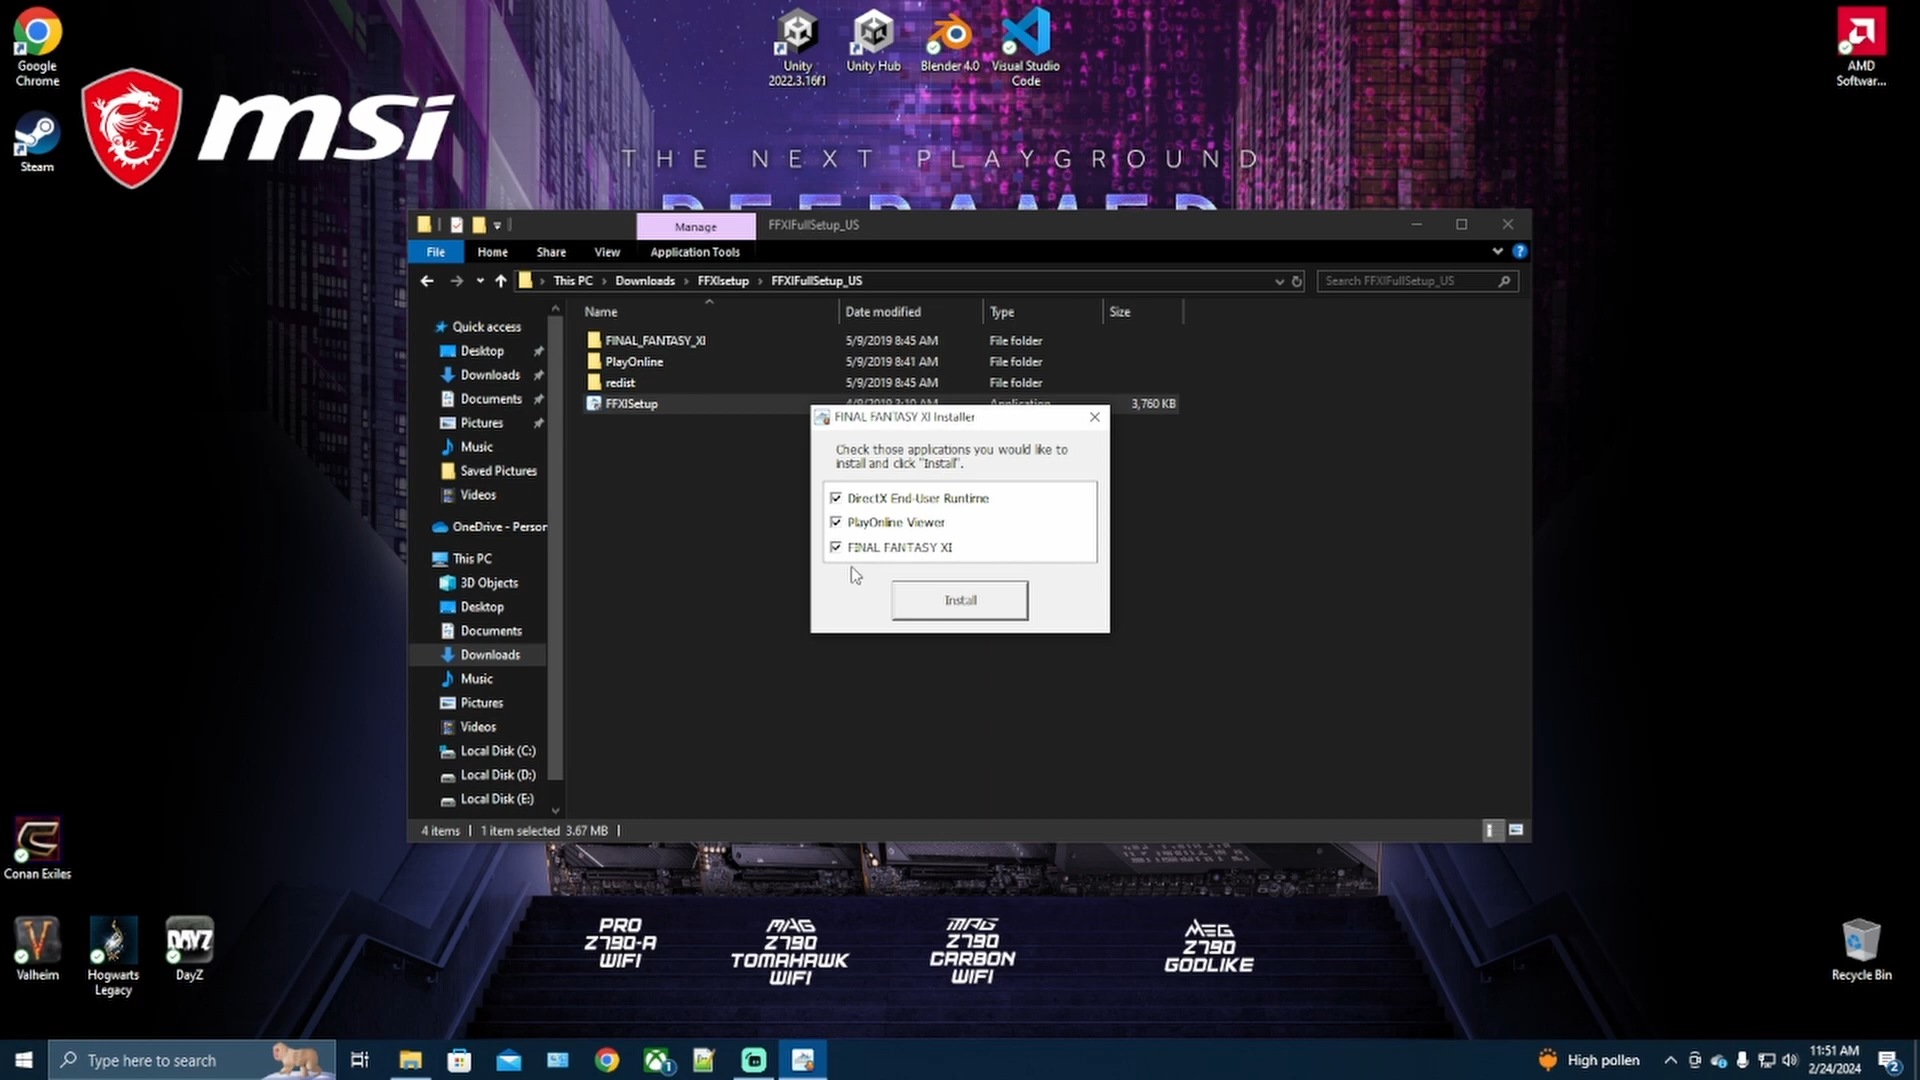 Google
Chrome
Steam
msi
Unity
2022.3.16f1
Unity Hub
Blender 4.0
Visual Studio
Code
AMD
Softwar...
THE NEXT PLAYGROUND
Manage
FFXIFullSetup_US
File
Home
Share
View
Application Tools
This PC
Downloads
FFXIsetup
FFXIFullSetup_US
Search FFXIFullSetup_US
Name
Date modified
Type
Size
FINAL_FANTASY_XI
5/9/2019 8:45 AM
File folder
PlayOnline
5/9/2019 8:41 AM
File folder
redist
5/9/2019 8:45 AM
File folder
FFXISetup
3,760 KB
Quick access
Desktop
Downloads
Documents
Pictures
Music
Saved Pictures
Videos
OneDrive - Person
This PC
3D Objects
Desktop
Documents
Downloads
Music
Pictures
Videos
Local Disk (C:)
Local Disk (D:)
Local Disk (E:)
FINAL FANTASY XI Installer
Check those applications you would like to
install and click "Install".
DirectX End-User Runtime
PlayOnline Viewer
FINAL FANTASY XI
Install
4 items
1 item selected 3.67 MB
Conan Exiles
Valheim
Hogwarts
Legacy
DAYZ
DayZ
PRO
Z790-A
WIFI
MAG
Z790
TOMAHAWK
WIFI
MPG
Z790
CARBON
WIFI
MEG
Z790
GODLIKE
Recycle Bin
Type here to search
1
High pollen
11:51 AM
2/24/2024
2